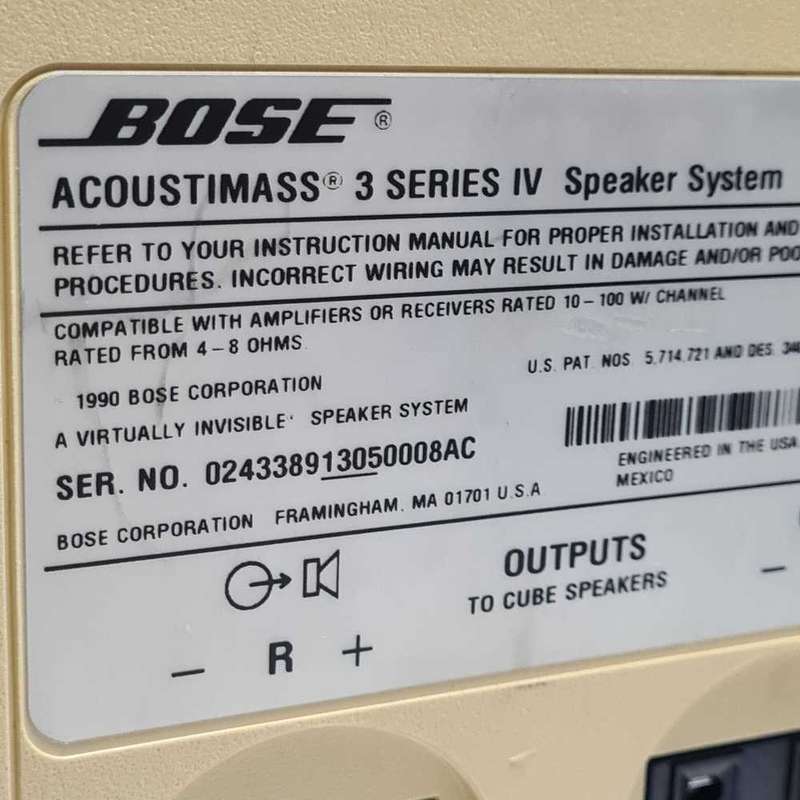 BOSE®
ACOUSTIMASS® 3 SERIES IV Speaker System
REFER TO YOUR INSTRUCTION MANUAL FOR PROPER INSTALLATION AND
PROCEDURES. INCORRECT WIRING MAY RESULT IN DAMAGE AND/OR
COMPATIBLE WITH AMPLIFIERS OR RECEIVERS RATED 10 – 100 W/ CHANNEL
RATED FROM 4 – 8 OHMS.
1990 BOSE CORPORATION
U.S. PAT. NOS. 5,714,721 AND DES.
A VIRTUALLY INVISIBLE SPEAKER SYSTEM
SER. NO. 024338913050008AC
ENGINEERED IN THE USA
MEXICO
BOSE CORPORATION FRAMINGHAM, MA 01701 U.S.A
OUTPUTS
TO CUBE SPEAKERS
– R +
–